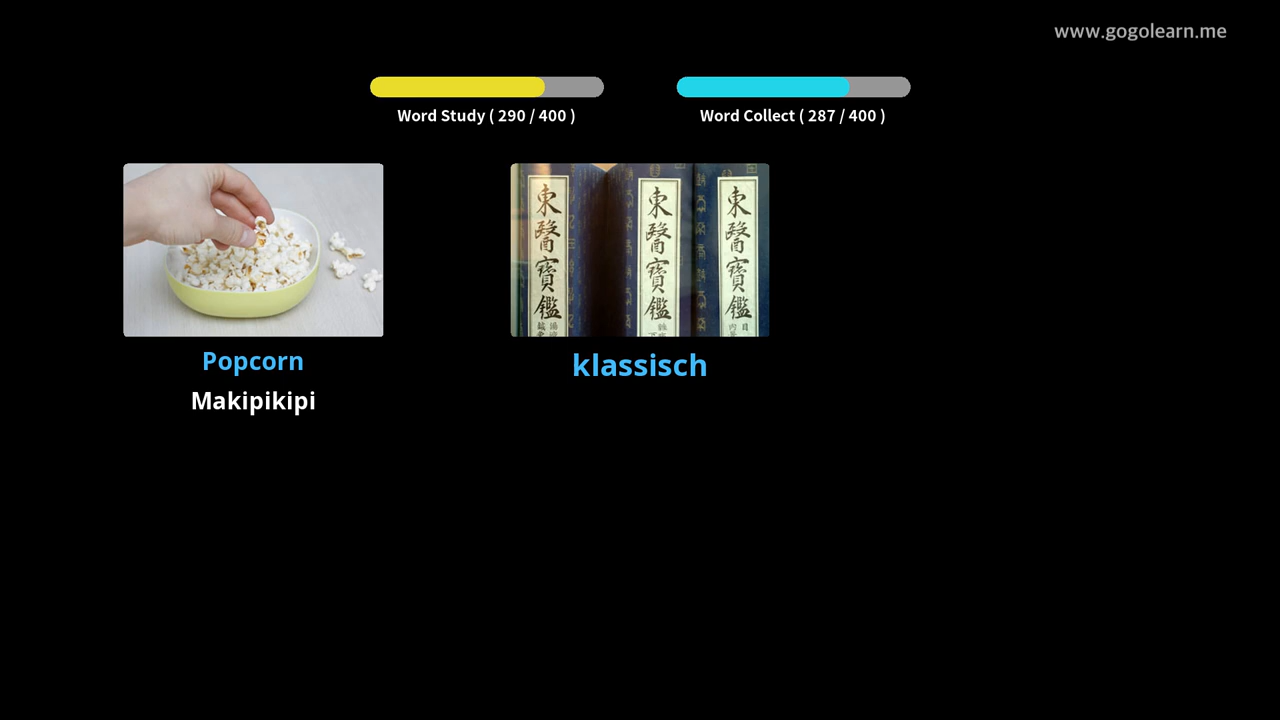 www.gogolearn.me
Word Study ( 290 / 400 )
Word Collect ( 287 / 400 )
東醫寶鑑
東醫寶鑑
東醫寶鑑
Popcorn
klassisch
Makipikipi